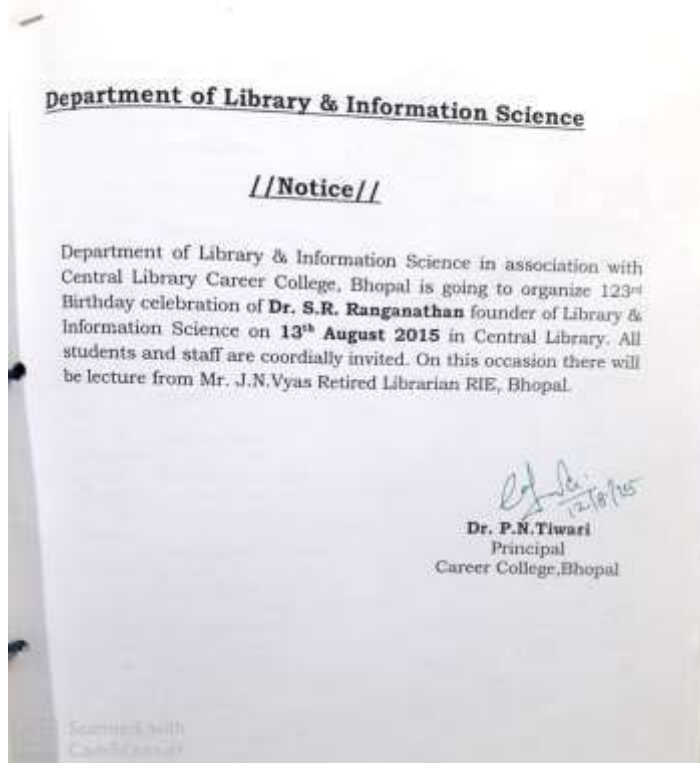 Department of Library & Information Science
//Notice//
Department of Library & Information Science in association with
Central Library Career College, Bhopal is going to organize 123rd
Birthday celebration of Dr. S.R. Ranganathan founder of Library &
Information Science on 13th August 2015 in Central Library. All
students and staff are coordially invited. On this occasion there will
be lecture from Mr. J.N.Vyas Retired Librarian RIE, Bhopal.
12/8/15
Dr. P.N.Tiwari
Principal
Career College,Bhopal
Scanned with
CamScanner